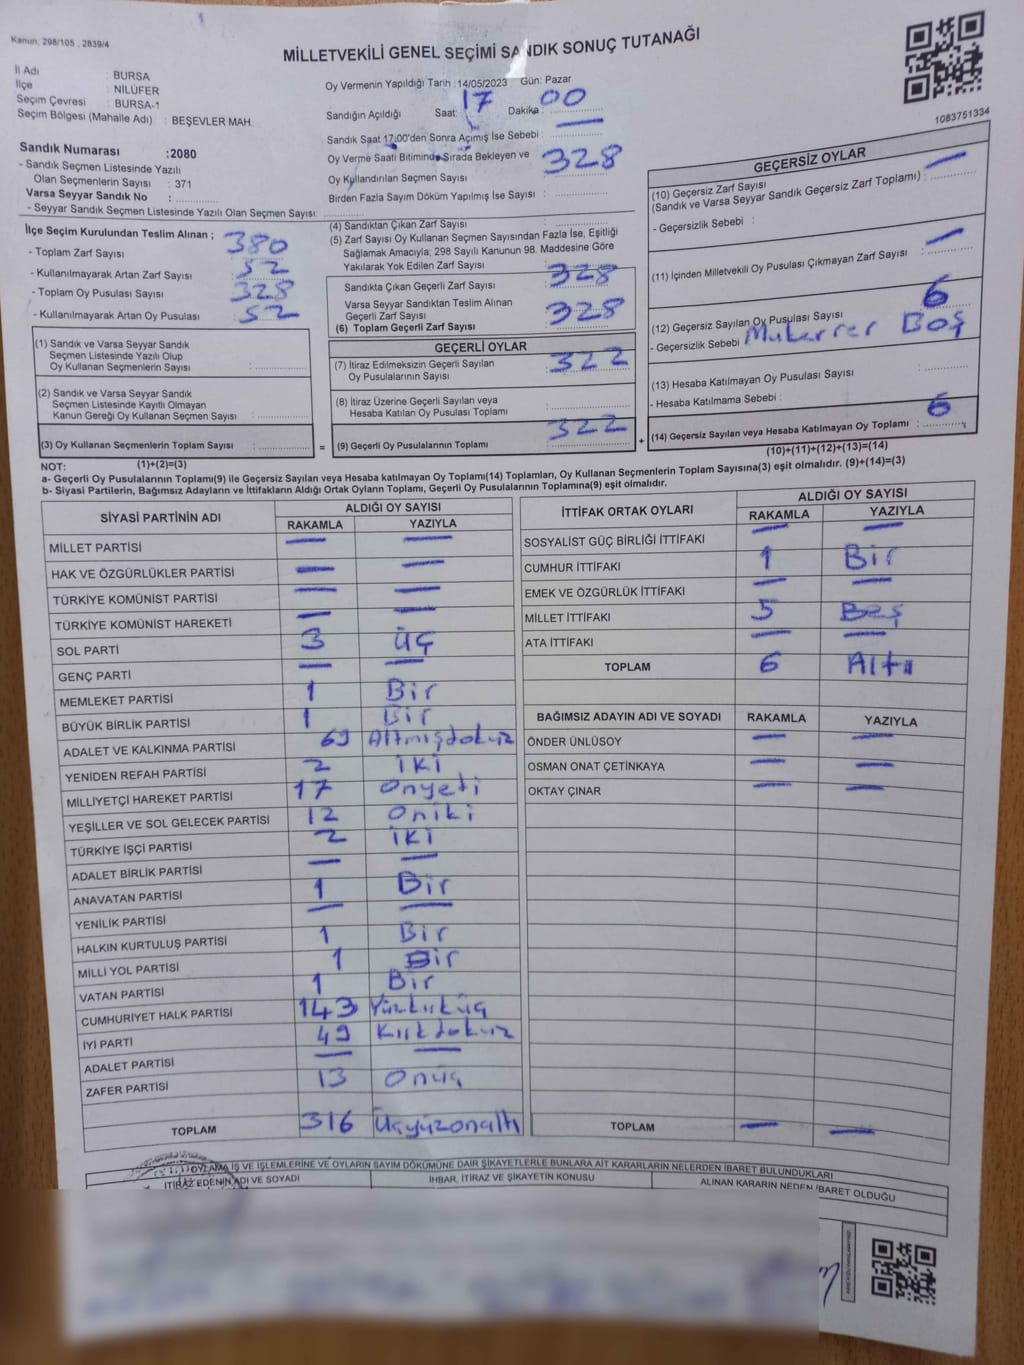 Kanun, 298/105 , 2839/4
MİLLETVEKİLİ GENEL SEÇİMİ SANDIK SONUÇ TUTANAĞI
1083751334
İl Adı : BURSA
İlçe : NİLÜFER
Seçim Çevresi : BURSA-1
Seçim Bölgesi (Mahalle Adı) : BEŞEVLER MAH.
Sandık Numarası :2080
- Sandık Seçmen Listesinde Yazılı
Olan Seçmenlerin Sayısı : 371
Varsa Seyyar Sandık No :
- Seyyar Sandık Seçmen Listesinde Yazılı Olan Seçmen Sayısı:
İlçe Seçim Kurulundan Teslim Alınan ;
- Toplam Zarf Sayısı : 380
- Kullanılmayarak Artan Zarf Sayısı : 52
- Toplam Oy Pusulası Sayısı : 328
- Kullanılmayarak Artan Oy Pusulası : 52
(1) Sandık ve Varsa Seyyar Sandık
Seçmen Listesinde Yazılı Olup
Oy Kullanan Seçmenlerin Sayısı :
(2) Sandık ve Varsa Seyyar Sandık
Seçmen Listesinde Kayıtlı Olmayan
Kanun Gereği Oy Kullanan Seçmen Sayısı :
(3) Oy Kullanan Seçmenlerin Toplam Sayısı : =
(1)+(2)=(3)
Oy Vermenin Yapıldığı Tarih :14/05/2023 Gün: Pazar
Sandığın Açıldığı Saat: 17 Dakika : 00
Sandık Saat 17:00'den Sonra Açımış İse Sebebi : —
Oy Verme Saati Bitiminde Sırada Bekleyen ve
Oy Kullandırılan Seçmen Sayısı : 328
Birden Fazla Sayım Döküm Yapılmış İse Sayısı :
(4) Sandıktan Çıkan Zarf Sayısı :
(5) Zarf Sayısı Oy Kullanan Seçmen Sayısından Fazla İse, Eşitliği
Sağlamak Amacıyla; 298 Sayılı Kanunun 98. Maddesine Göre
Yakılarak Yok Edilen Zarf Sayısı :
Sandıkta Çıkan Geçerli Zarf Sayısı : 328
Varsa Seyyar Sandıktan Teslim Alınan
Geçerli Zarf Sayısı : 328
(6) Toplam Geçerli Zarf Sayısı :
GEÇERLİ OYLAR
(7) İtiraz Edilmeksizin Geçerli Sayılan
Oy Pusulalarının Sayısı : 322
(8) İtiraz Üzerine Geçerli Sayılan veya
Hesaba Katılan Oy Pusulası Toplamı :
(9) Geçerli Oy Pusulalarının Toplamı : 322 +
GEÇERSİZ OYLAR
(10) Geçersiz Zarf Sayısı
(Sandık ve Varsa Seyyar Sandık Geçersiz Zarf Toplamı) : —
- Geçersizlik Sebebi :
(11) İçinden Milletvekili Oy Pusulası Çıkmayan Zarf Sayısı : —
(12) Geçersiz Sayılan Oy Pusulası Sayısı : 6
- Geçersizlik Sebebi : Mukerrer Boş
(13) Hesaba Katılmayan Oy Pusulası Sayısı :
- Hesaba Katılmama Sebebi :
(14) Geçersiz Sayılan veya Hesaba Katılmayan Oy Toplamı : 6
(10)+(11)+(12)+(13)=(14)
NOT:
a- Geçerli Oy Pusulalarının Toplamı(9) ile Geçersiz Sayılan veya Hesaba katılmayan Oy Toplamı(14) Toplamları, Oy Kullanan Seçmenlerin Toplam Sayısına(3) eşit olmalıdır. (9)+(14)=(3)
b- Siyasi Partilerin, Bağımsız Adayların ve İttifakların Aldığı Ortak Oyların Toplamı, Geçerli Oy Pusulalarının Toplamına(9) eşit olmalıdır.
SİYASİ PARTİNİN ADI ALDIĞI OY SAYISI
RAKAMLA YAZIYLA
MİLLET PARTİSİ — —
HAK VE ÖZGÜRLÜKLER PARTİSİ — —
TÜRKİYE KOMÜNİST PARTİSİ — —
TÜRKİYE KOMÜNİST HAREKETİ — —
SOL PARTİ 3 ÜÇ
GENÇ PARTİ — —
MEMLEKET PARTİSİ 1 Bir
BÜYÜK BİRLİK PARTİSİ 1 Bir
ADALET VE KALKINMA PARTİSİ 69 Altmışdokuz
YENİDEN REFAH PARTİSİ 2 İKİ
MİLLİYETÇİ HAREKET PARTİSİ 17 Onyedi
YEŞİLLER VE SOL GELECEK PARTİSİ 12 Oniki
TÜRKİYE İŞÇİ PARTİSİ 2 İKİ
ADALET BİRLİK PARTİSİ — —
ANAVATAN PARTİSİ 1 Bir
YENİLİK PARTİSİ — —
HALKIN KURTULUŞ PARTİSİ 1 Bir
MİLLİ YOL PARTİSİ 1 Bir
VATAN PARTİSİ 1 Bir
CUMHURİYET HALK PARTİSİ 143 Yüzkırküç
İYİ PARTİ 49 Kırkdokuz
ADALET PARTİSİ — —
ZAFER PARTİSİ 13 Onüç
TOPLAM 316 Üçyüzonaltı
İTTİFAK ORTAK OYLARI ALDIĞI OY SAYISI
RAKAMLA YAZIYLA
SOSYALİST GÜÇ BİRLİĞİ İTTİFAKI — —
CUMHUR İTTİFAKI 1 Bir
EMEK VE ÖZGÜRLÜK İTTİFAKI — —
MİLLET İTTİFAKI 5 Beş
ATA İTTİFAKI — —
TOPLAM 6 Altı
BAĞIMSIZ ADAYIN ADI VE SOYADI RAKAMLA YAZIYLA
ÖNDER ÜNLÜSOY — —
OSMAN ONAT ÇETİNKAYA — —
OKTAY ÇINAR — —
TOPLAM — —
OYLAMA İŞ VE İŞLEMLERİNE VE OYLARIN SAYIM DÖKÜMÜNE DAİR ŞİKAYETLERLE BUNLARA AİT KARARLARIN NELERDEN İBARET BULUNDUKLARI
İTİRAZ EDENİN ADI VE SOYADI İHBAR, İTİRAZ VE ŞİKAYETİN KONUSU ALINAN KARARIN NEDEN İBARET OLDUĞU